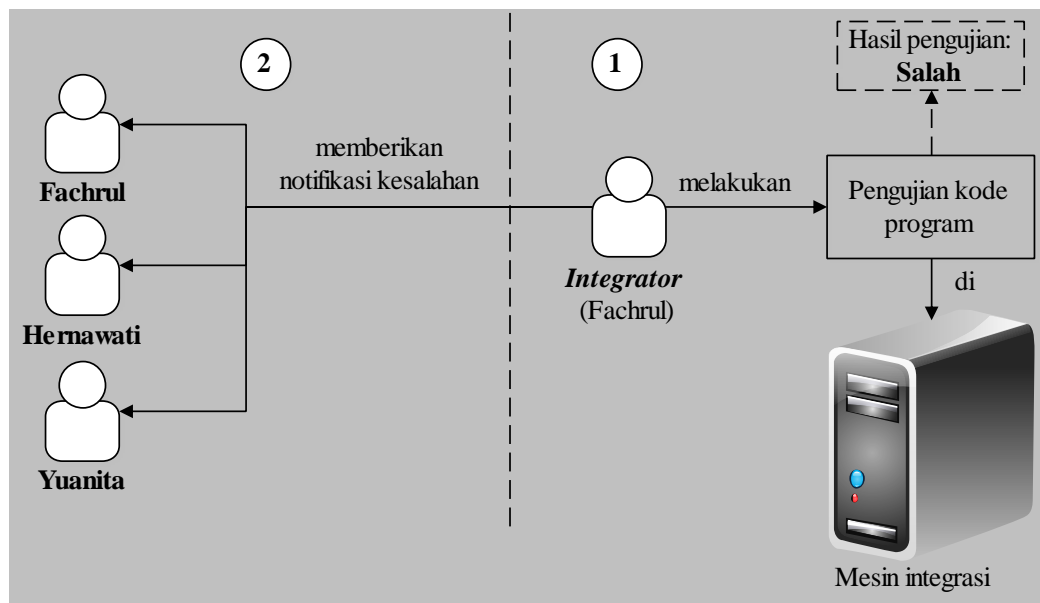 2
1
Hasil pengujian:
Salah
memberikan
notifikasi kesalahan
melakukan
Pengujian kode
program
Fachrul
Integrator
(Fachrul)
di
Hernawati
Yuanita
Mesin integrasi